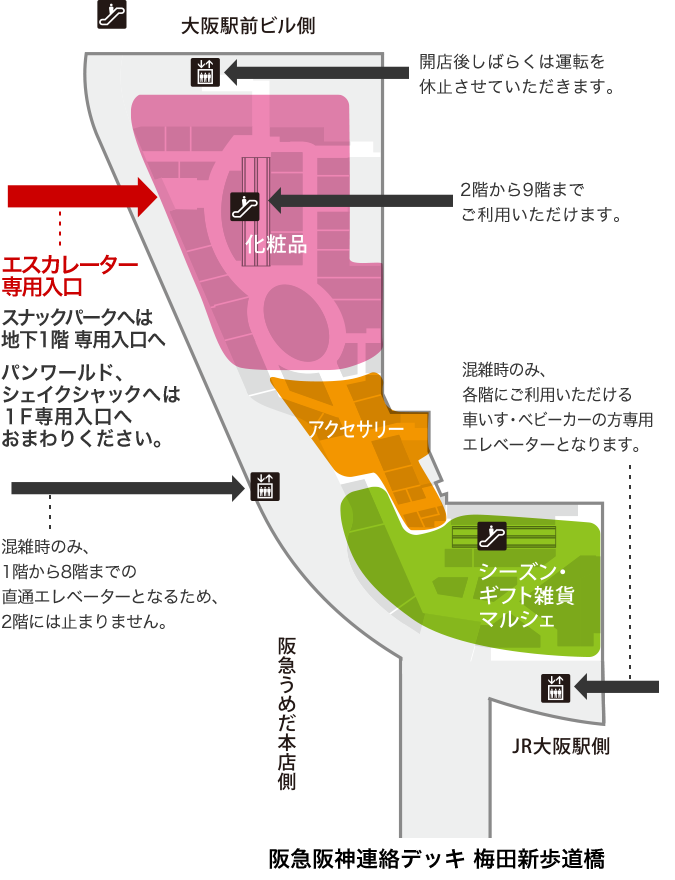 大阪駅前ビル側
開店後しばらくは運転を
休止させていただきます。
2階から9階まで
ご利用いただけます。
化粧品
エスカレーター
専用入口
スナックパークへは
地下1階 専用入口へ
パンワールド、
シェイクシャックへは
1F専用入口へ
おまわりください。
混雑時のみ、
各階にご利用いただける
車いす・ベビーカーの方専用
エレベーターとなります。
アクセサリー
混雑時のみ、
1階から8階までの
直通エレベーターとなるため、
2階には止まりません。
シーズン・
ギフト雑貨
マルシェ
阪急うめだ本店側
JR大阪駅側
阪急阪神連絡デッキ 梅田新歩道橋